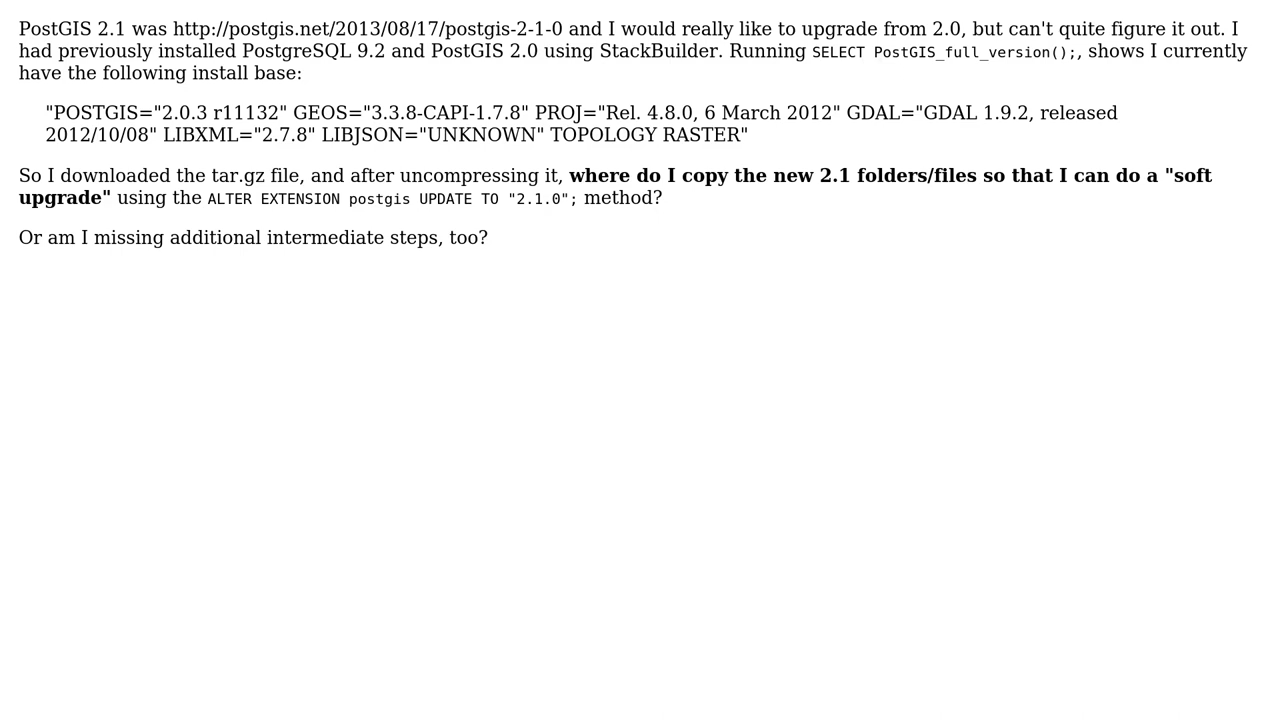 PostGIS 2.1 was http://postgis.net/2013/08/17/postgis-2-1-0 and I would really like to upgrade from 2.0, but can't quite figure it out. I
had previously installed PostgreSQL 9.2 and PostGIS 2.0 using StackBuilder. Running SELECT PostGIS_full_version();, shows I currently
have the following install base:
"POSTGIS="2.0.3 r11132" GEOS="3.3.8-CAPI-1.7.8" PROJ="Rel. 4.8.0, 6 March 2012" GDAL="GDAL 1.9.2, released
2012/10/08" LIBXML="2.7.8" LIBJSON="UNKNOWN" TOPOLOGY RASTER"
So I downloaded the tar.gz file, and after uncompressing it, where do I copy the new 2.1 folders/files so that I can do a "soft
upgrade" using the ALTER EXTENSION postgis UPDATE TO "2.1.0"; method?
Or am I missing additional intermediate steps, too?